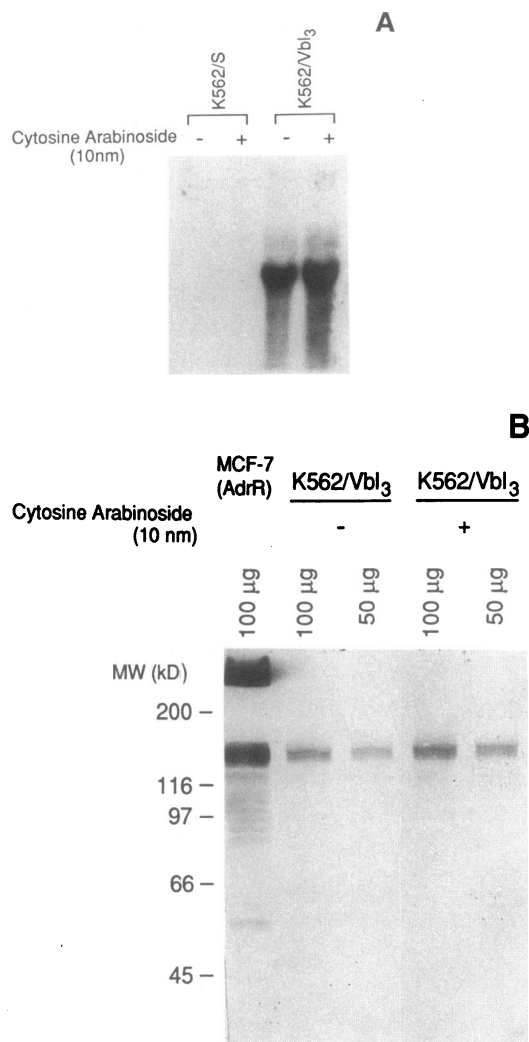 A
K562/S
K562/Vbl3
Cytosine Arabinoside - + - +
(10nm)
B
MCF-7
(AdrR) K562/Vbl3 K562/Vbl3
Cytosine Arabinoside
(10 nm) - +
100 µg 100 µg 50 µg 100 µg 50 µg
MW (kD)
200 –
116 –
97 –
66 –
45 –